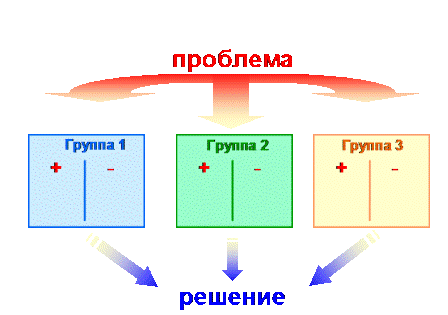 проблема
Группа 1
+ -
Группа 2
+ -
Группа 3
+ -
решение